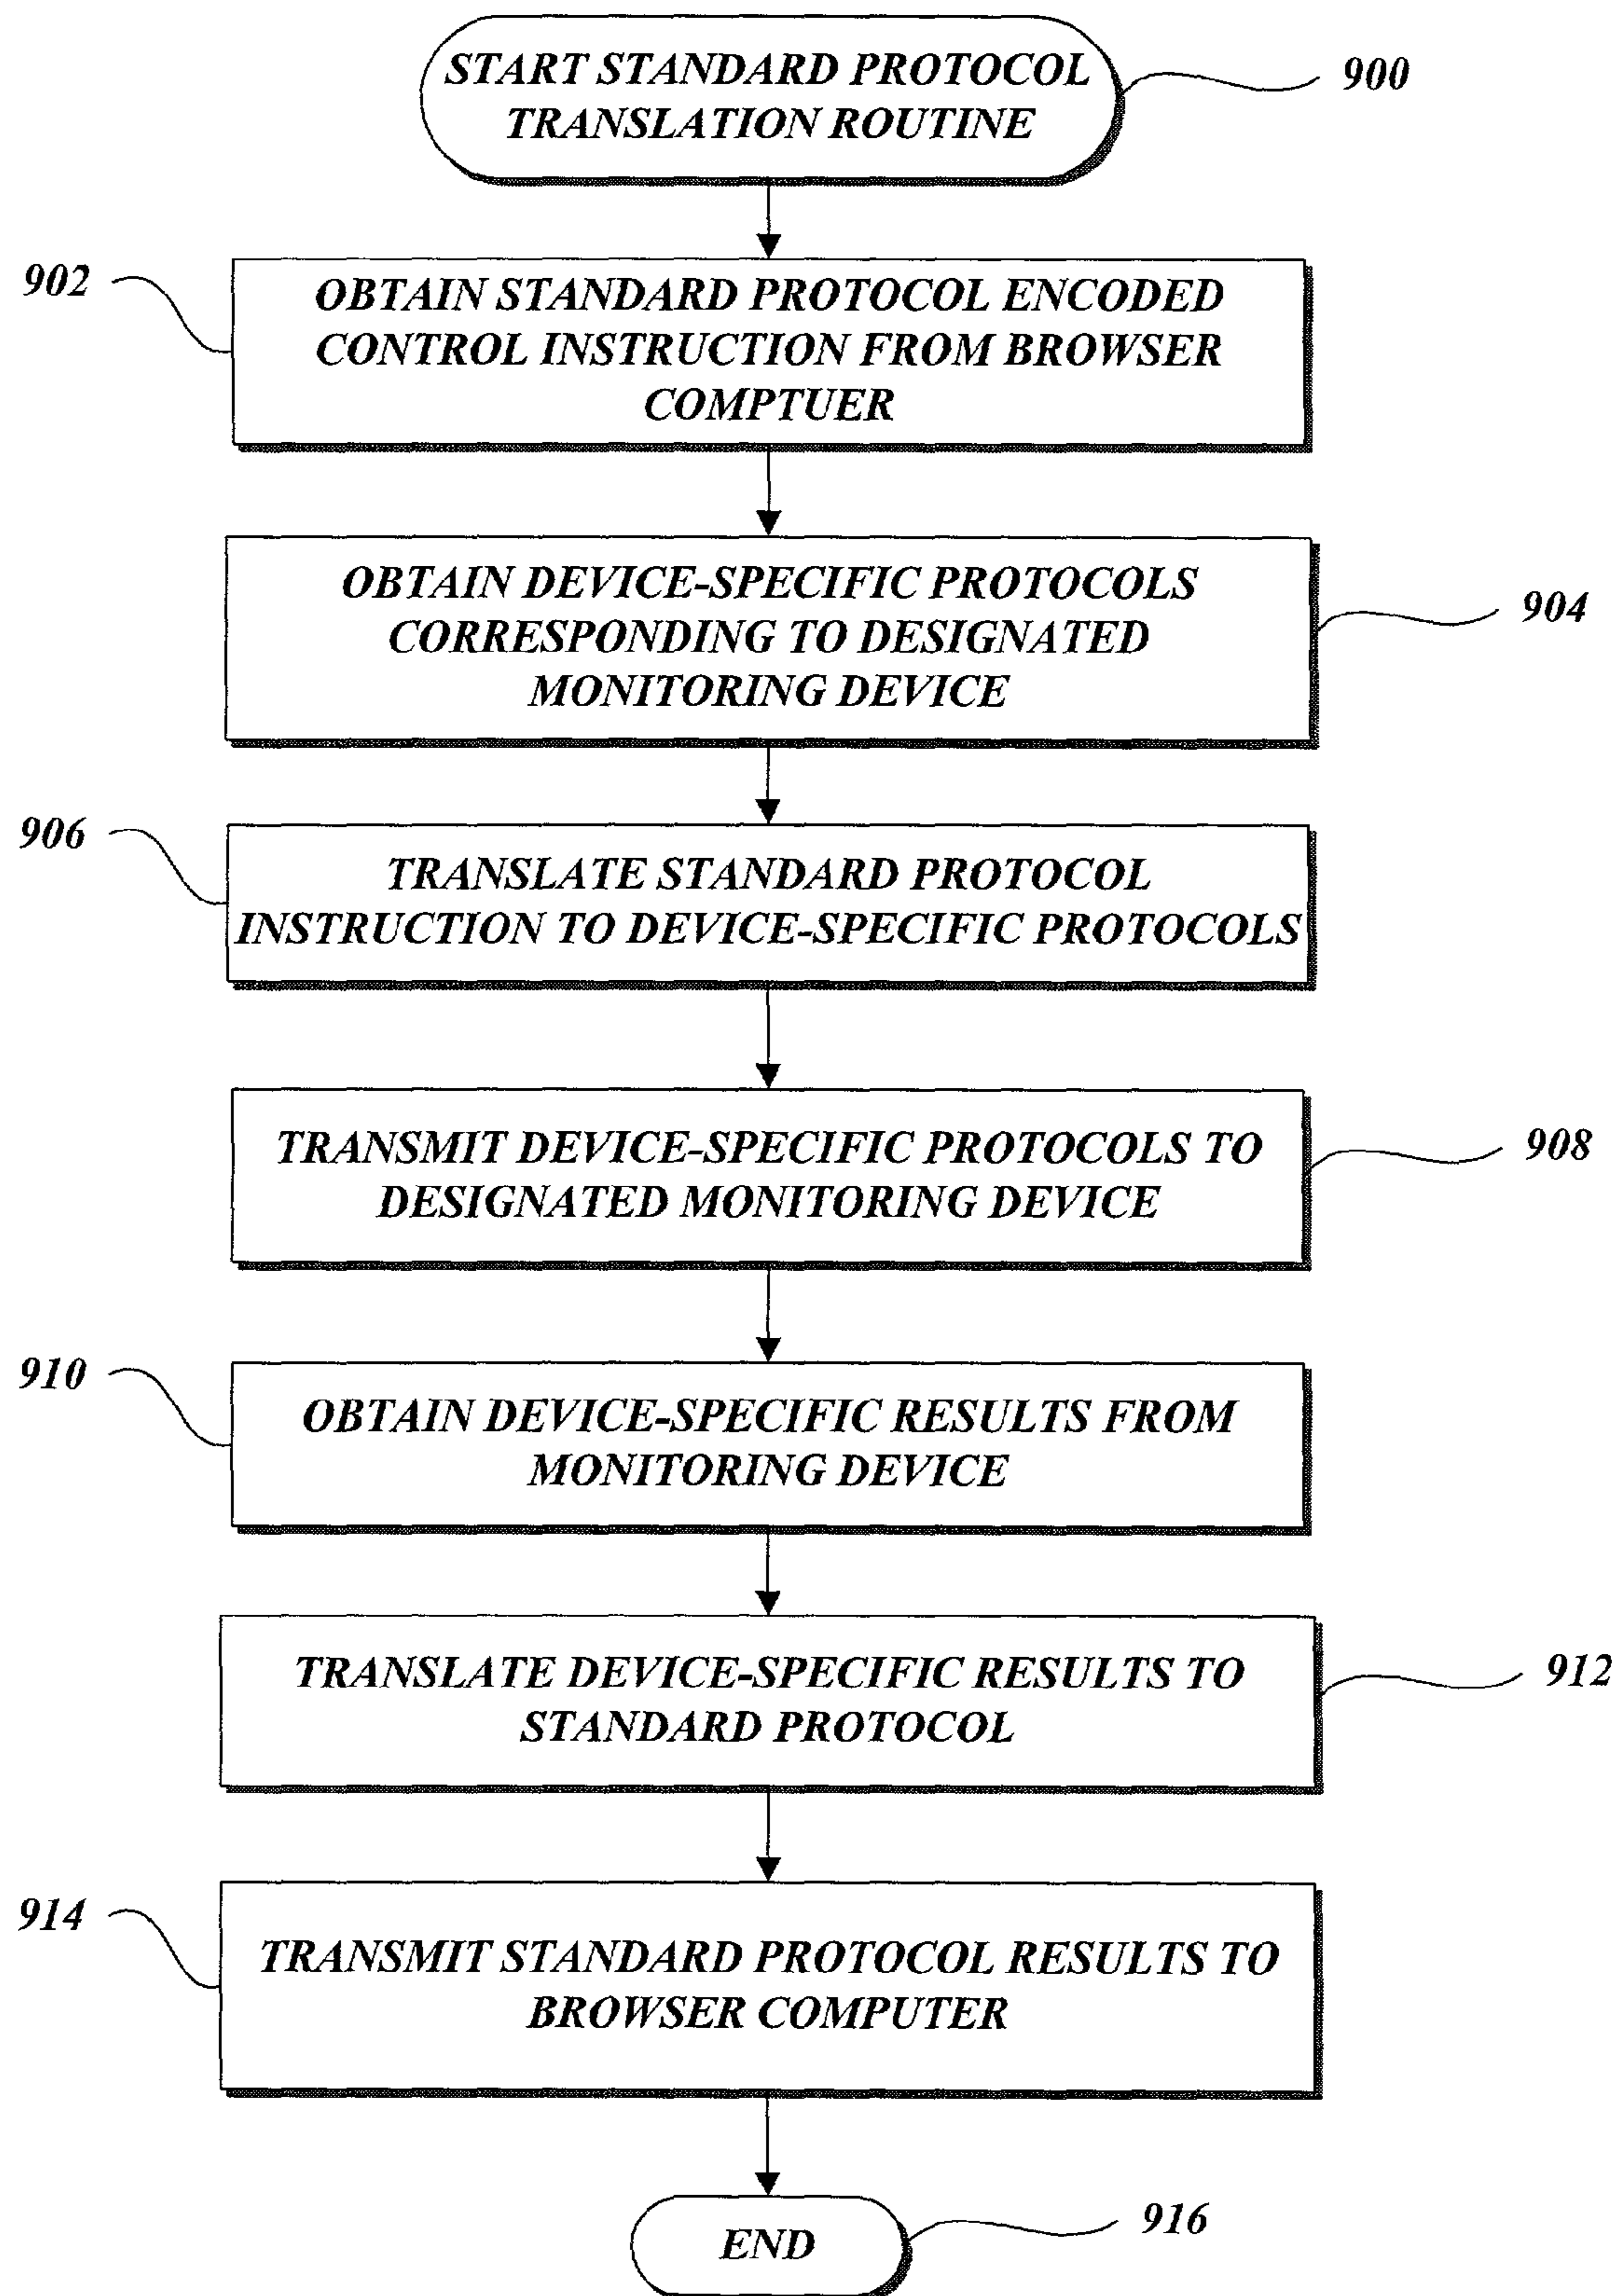 START STANDARD PROTOCOL
TRANSLATION ROUTINE
900
902
OBTAIN STANDARD PROTOCOL ENCODED
CONTROL INSTRUCTION FROM BROWSER
COMPTUER
OBTAIN DEVICE-SPECIFIC PROTOCOLS
CORRESPONDING TO DESIGNATED
MONITORING DEVICE
904
906
TRANSLATE STANDARD PROTOCOL
INSTRUCTION TO DEVICE-SPECIFIC PROTOCOLS
TRANSMIT DEVICE-SPECIFIC PROTOCOLS TO
DESIGNATED MONITORING DEVICE
908
910
OBTAIN DEVICE-SPECIFIC RESULTS FROM
MONITORING DEVICE
TRANSLATE DEVICE-SPECIFIC RESULTS TO
STANDARD PROTOCOL
912
914
TRANSMIT STANDARD PROTOCOL RESULTS TO
BROWSER COMPUTER
END
916